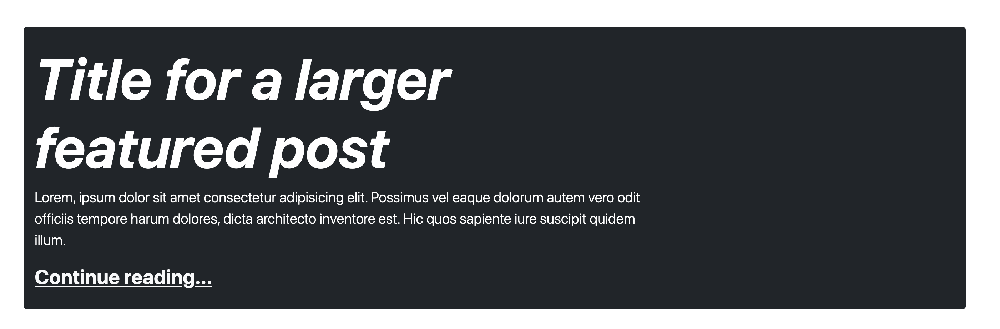 Title for a larger
featured post
Lorem, ipsum dolor sit amet consectetur adipisicing elit. Possimus vel eaque dolorum autem vero odit
officiis tempore harum dolores, dicta architecto inventore est. Hic quos sapiente iure suscipit quidem
illum.
Continue reading...